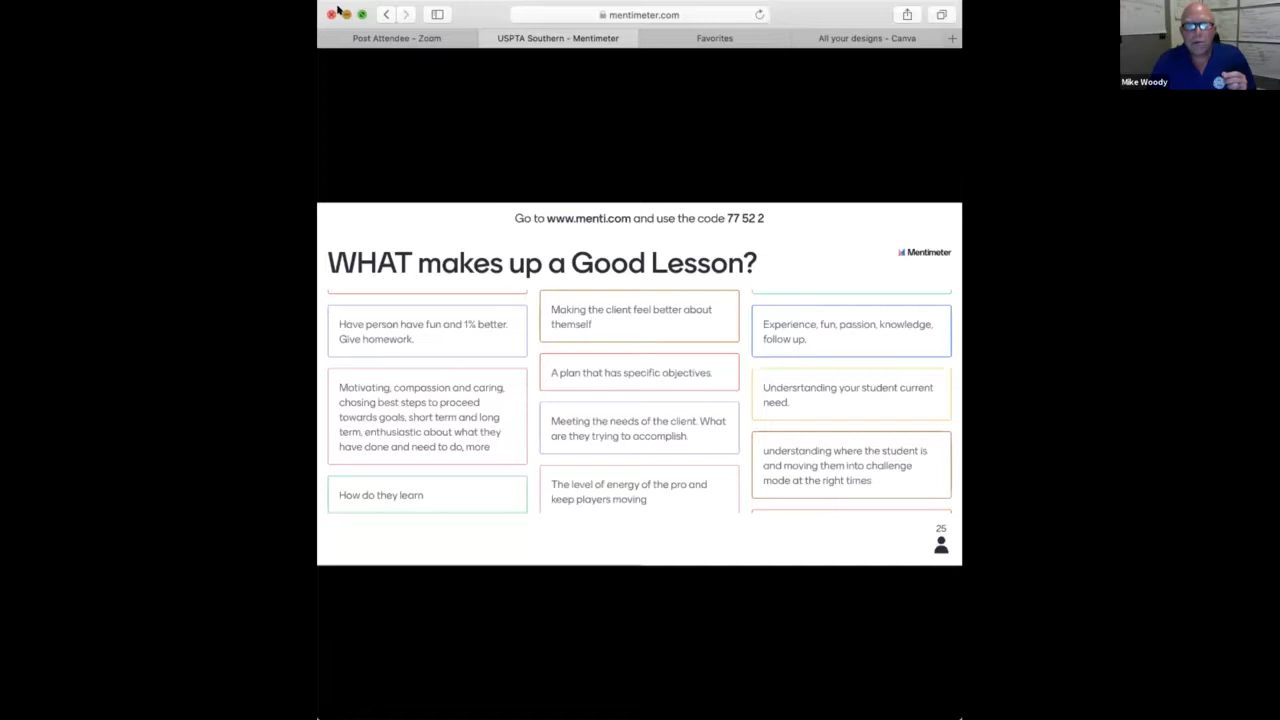 mentimeter.com
Post Attendee - Zoom
USPTA Southern - Mentimeter
Favorites
All your designs - Canva
Mike Woody
Go to www.menti.com and use the code 77 52 2
WHAT makes up a Good Lesson?
Mentimeter
Have person have fun and 1% better.
Give homework.
Motivating, compassion and caring,
chosing best steps to proceed
towards goals, short term and long
term, enthusiastic about what they
have done and need to do, more
How do they learn
Making the client feel better about
themself
A plan that has specific objectives.
Meeting the needs of the client. What
are they trying to accomplish.
The level of energy of the pro and
keep players moving
Experience, fun, passion, knowledge,
follow up.
Undersrtanding your student current
need.
understanding where the student is
and moving them into challenge
mode at the right times
25